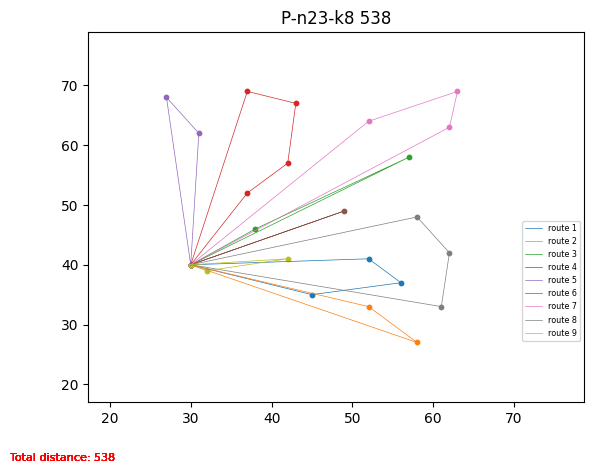 P-n23-k8 538
70
60
50
40
30
20
20 30 40 50 60 70
route 1
route 2
route 3
route 4
route 5
route 6
route 7
route 8
route 9
Total distance: 538